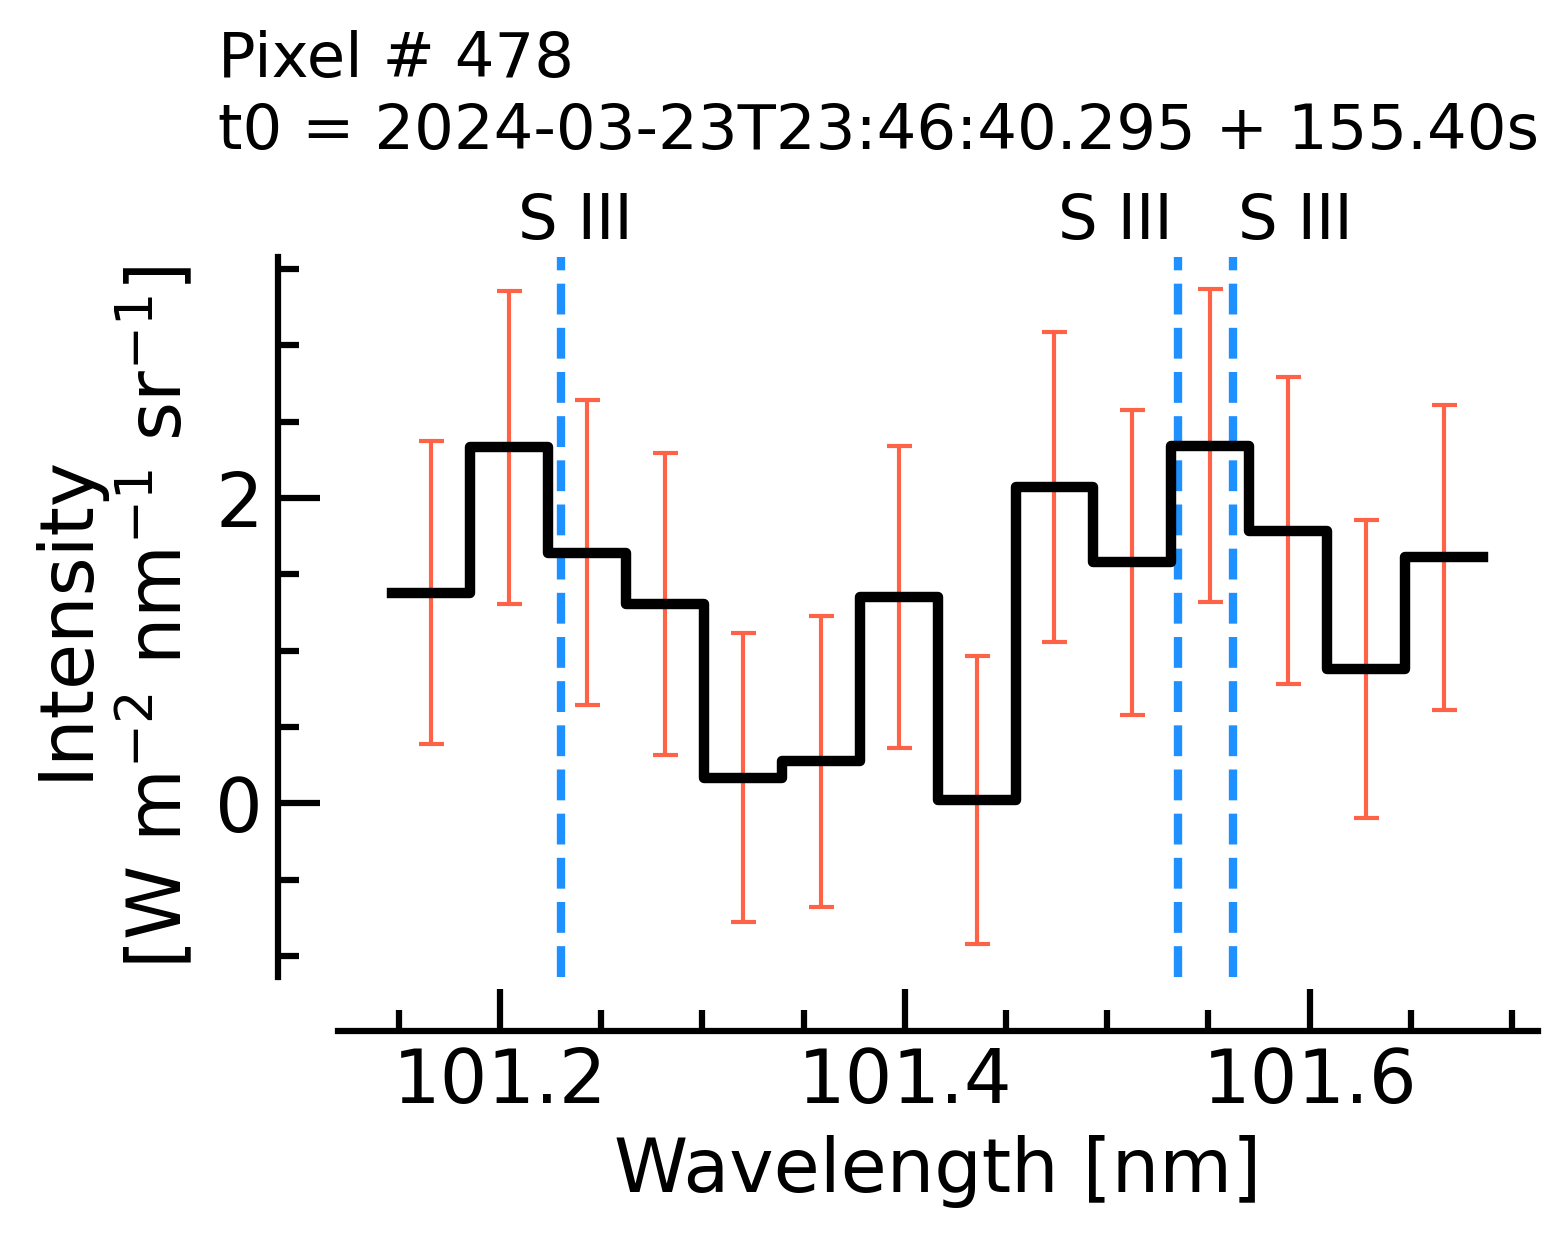 Pixel # 478
t0 = 2024-03-23T23:46:40.295 + 155.40s
S III S III S III
Intensity
[W m⁻² nm⁻¹ sr⁻¹]
2
0
101.2 101.4 101.6
Wavelength [nm]